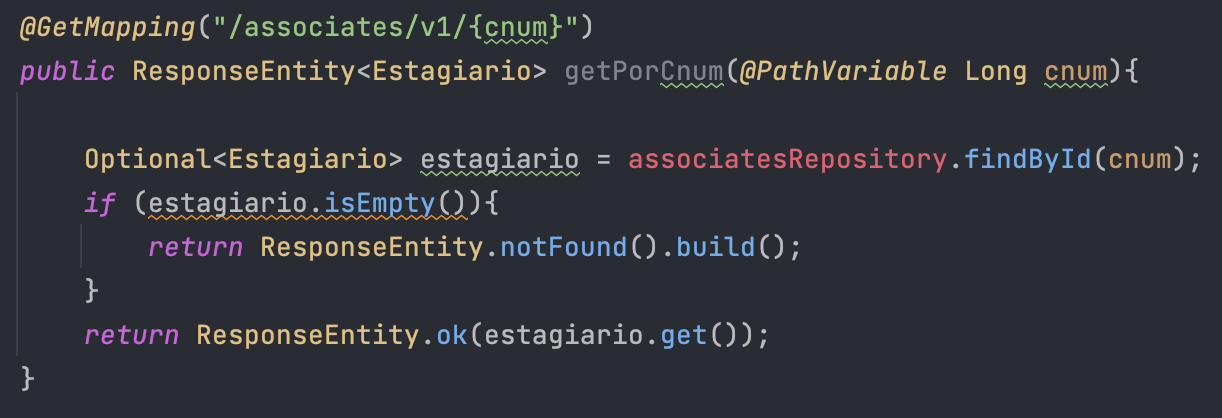 @GetMapping("/associates/v1/{cnum}")
public ResponseEntity<Estagiario> getPorCnum(@PathVariable Long cnum){
Optional<Estagiario> estagiario = associatesRepository.findById(cnum);
if (estagiario.isEmpty()){
return ResponseEntity.notFound().build();
}
return ResponseEntity.ok(estagiario.get());
}